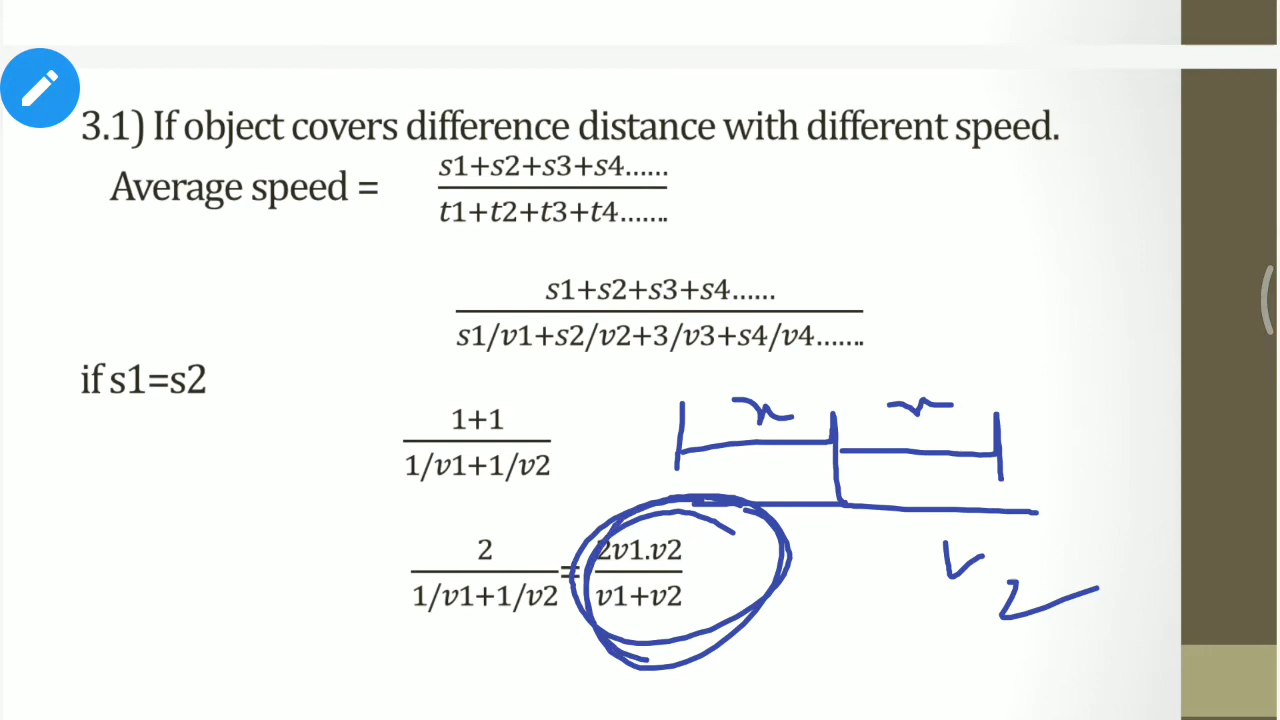 3.1) If object covers difference distance with different speed.
Average speed = s1+s2+s3+s4......
t1+t2+t3+t4.......
s1+s2+s3+s4......
s1/v1+s2/v2+3/v3+s4/v4.......
if s1=s2
1+1
1/v1+1/v2
2
1/v1+1/v2
=
2v1.v2
v1+v2
v2